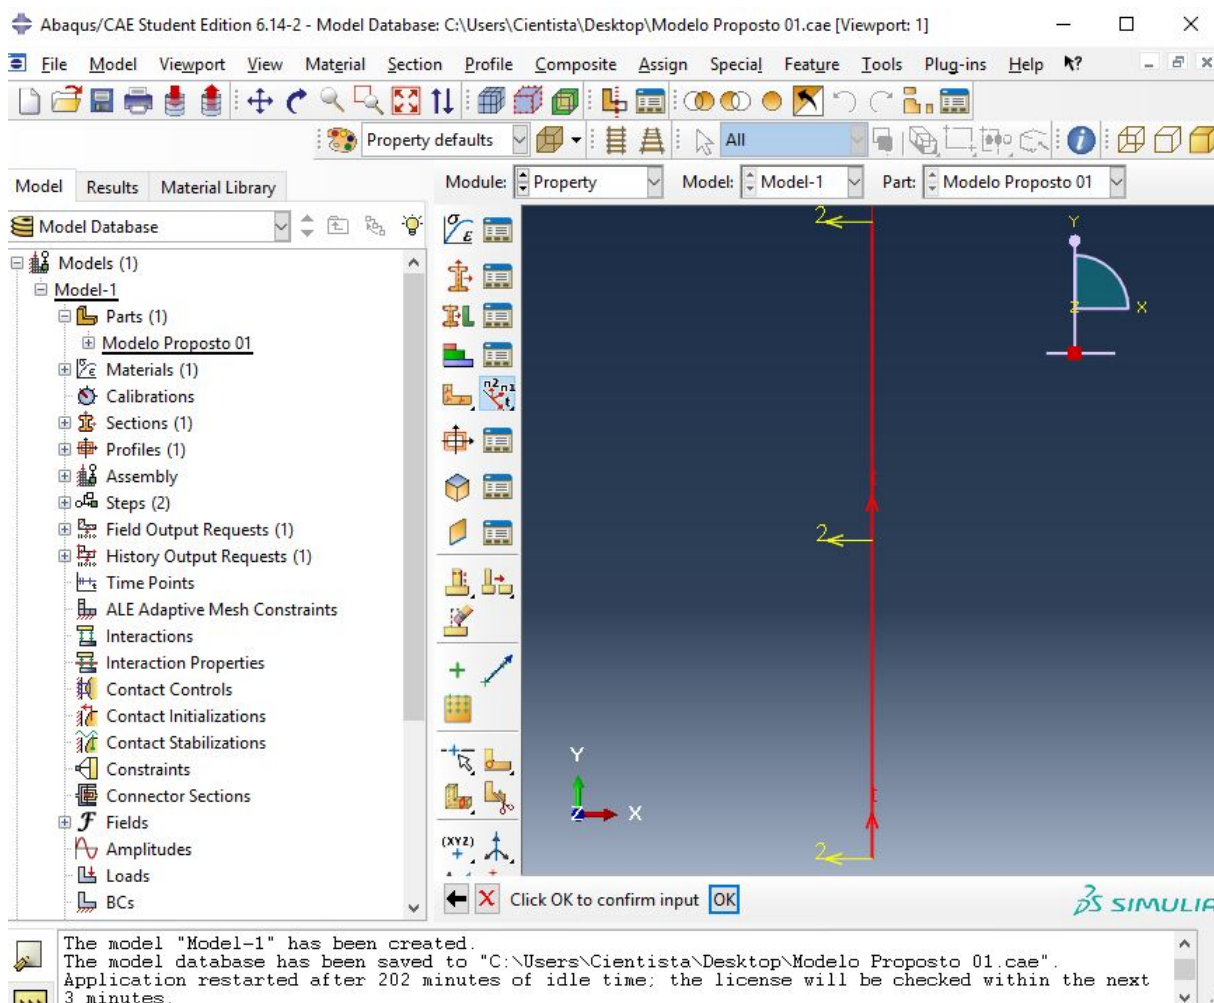 Abaqus/CAE Student Edition 6.14-2 - Model Database: C:\Users\Cientista\Desktop\Modelo Proposto 01.cae [Viewport: 1]
File Model Viewport View Material Section Profile Composite Assign Special Feature Tools Plug-ins Help
Property defaults All
Model Results Material Library
Module: Property Model: Model-1 Part: Modelo Proposto 01
Model Database
Models (1)
Model-1
Parts (1)
Modelo Proposto 01
Materials (1)
Calibrations
Sections (1)
Profiles (1)
Assembly
Steps (2)
Field Output Requests (1)
History Output Requests (1)
Time Points
ALE Adaptive Mesh Constraints
Interactions
Interaction Properties
Contact Controls
Contact Initializations
Contact Stabilizations
Constraints
Connector Sections
Fields
Amplitudes
Loads
BCs
σ ε
n2 n1 t
(XYZ)
2
2
2
Y
Z X
Y
Z X
Click OK to confirm input OK
SIMULIA
The model "Model-1" has been created.
The model database has been saved to "C:\Users\Cientista\Desktop\Modelo Proposto 01.cae".
Application restarted after 202 minutes of idle time; the license will be checked within the next
3 minutes.